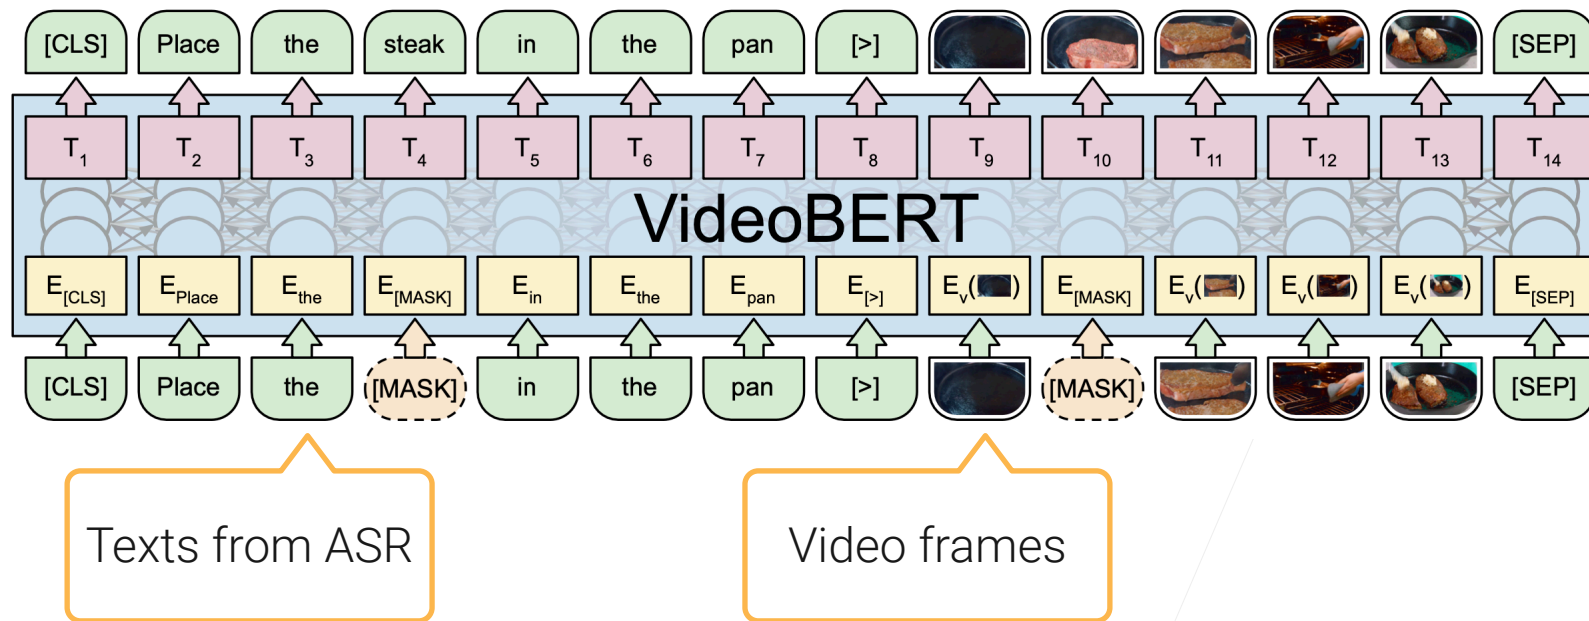 [CLS] Place the steak in the pan [>] [SEP]
T1 T2 T3 T4 T5 T6 T7 T8 T9 T10 T11 T12 T13 T14
VideoBERT
E[CLS] EPlace Ethe E[MASK] Ein Ethe Epan E[>] Ev( ) E[MASK] Ev( ) Ev( ) Ev( ) E[SEP]
[CLS] Place the [MASK] in the pan [>] [MASK] [SEP]
Texts from ASR
Video frames